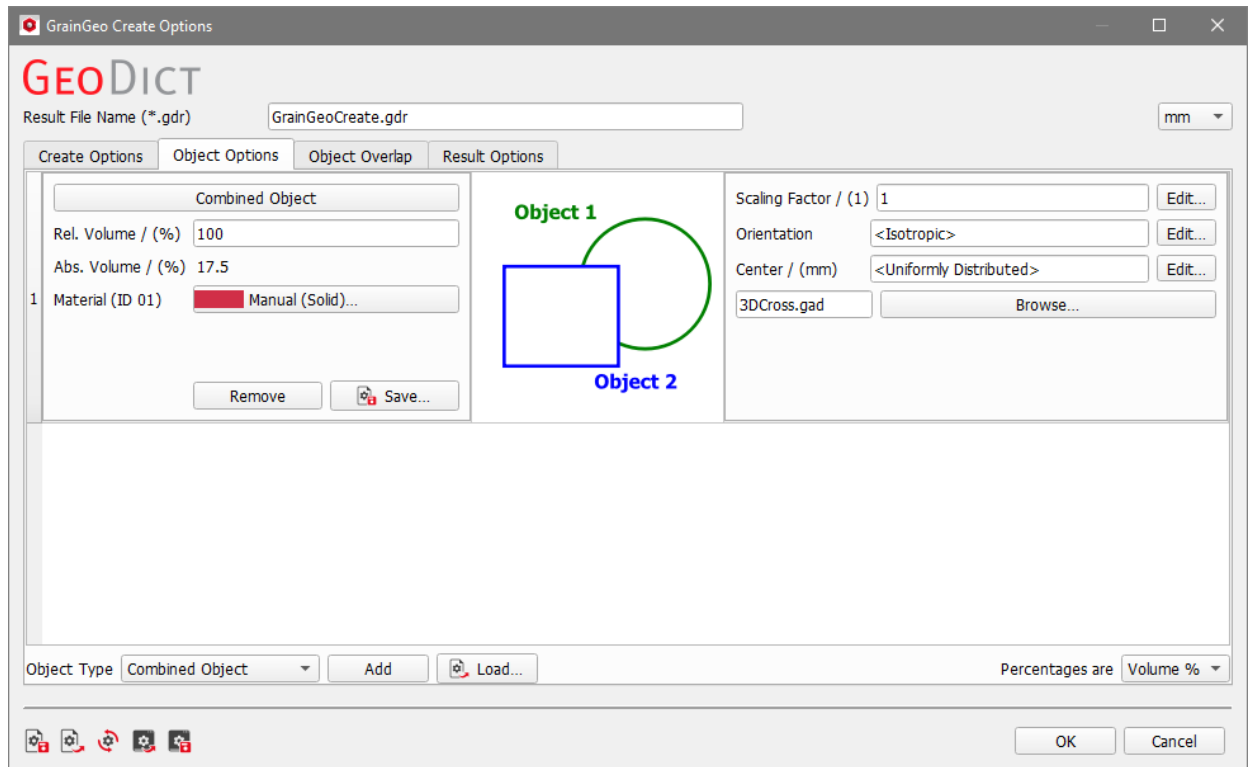 GrainGeo Create Options
GEODICT
Result File Name (*.gdr) GrainGeoCreate.gdr mm
Create Options Object Options Object Overlap Result Options
1
Combined Object
Rel. Volume / (%) 100
Abs. Volume / (%) 17.5
Material (ID 01) Manual (Solid)...
Remove Save...
Object 1
Object 2
Scaling Factor / (1) 1 Edit...
Orientation <Isotropic> Edit...
Center / (mm) <Uniformly Distributed> Edit...
3DCross.gad Browse...
Object Type Combined Object Add Load... Percentages are Volume %
OK Cancel